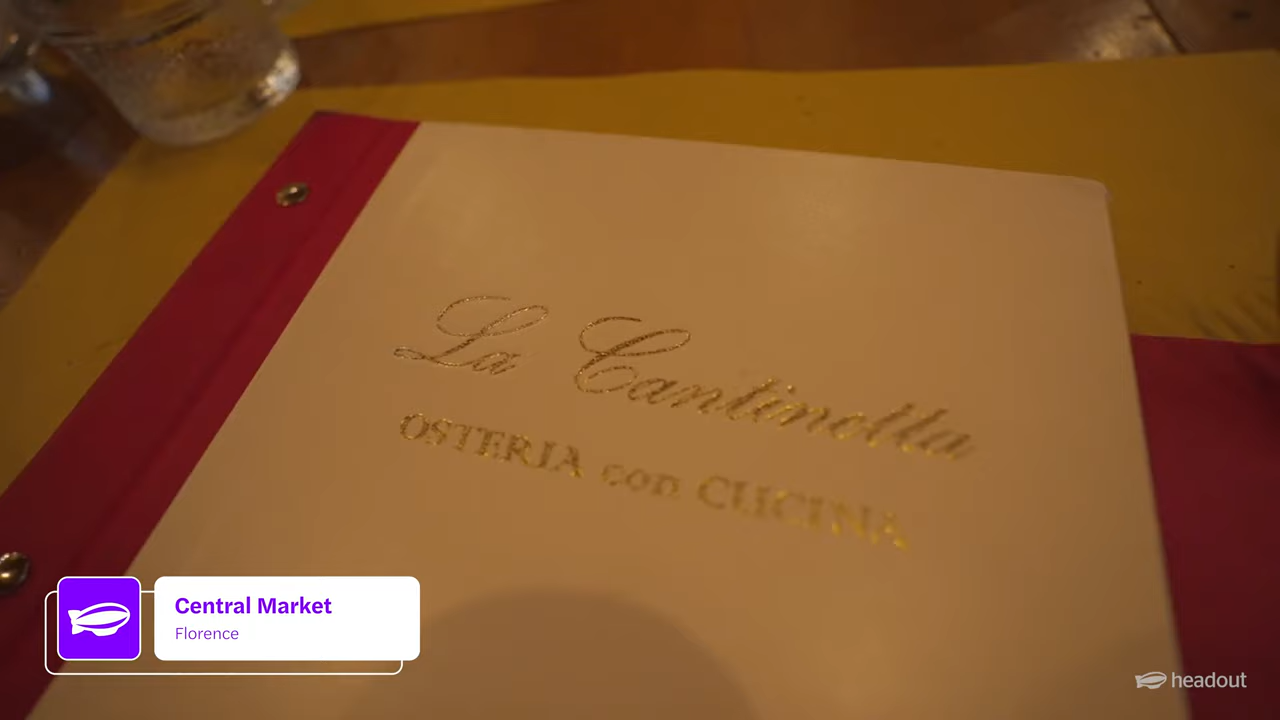 La Cantinetta
OSTERIA con CUCINA
Central Market
Florence
headout